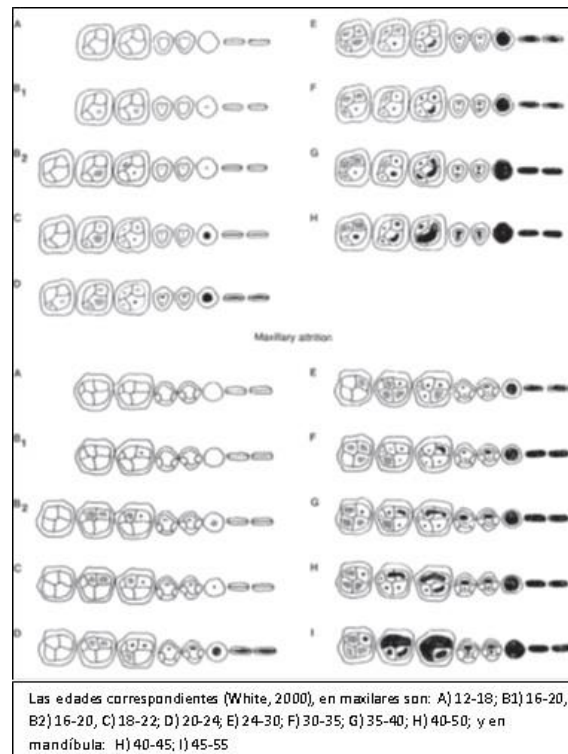 A
B1
B2
C
D
E
F
G
H
Maxillary attrition
A
B1
B2
C
D
E
F
G
H
I
Las edades correspondientes (White, 2000), en maxilares son: A) 12-18; B1) 16-20,
B2) 16-20, C) 18-22; D) 20-24; E) 24-30; F) 30-35; G) 35-40; H) 40-50; y en
mandíbula: H) 40-45; I) 45-55